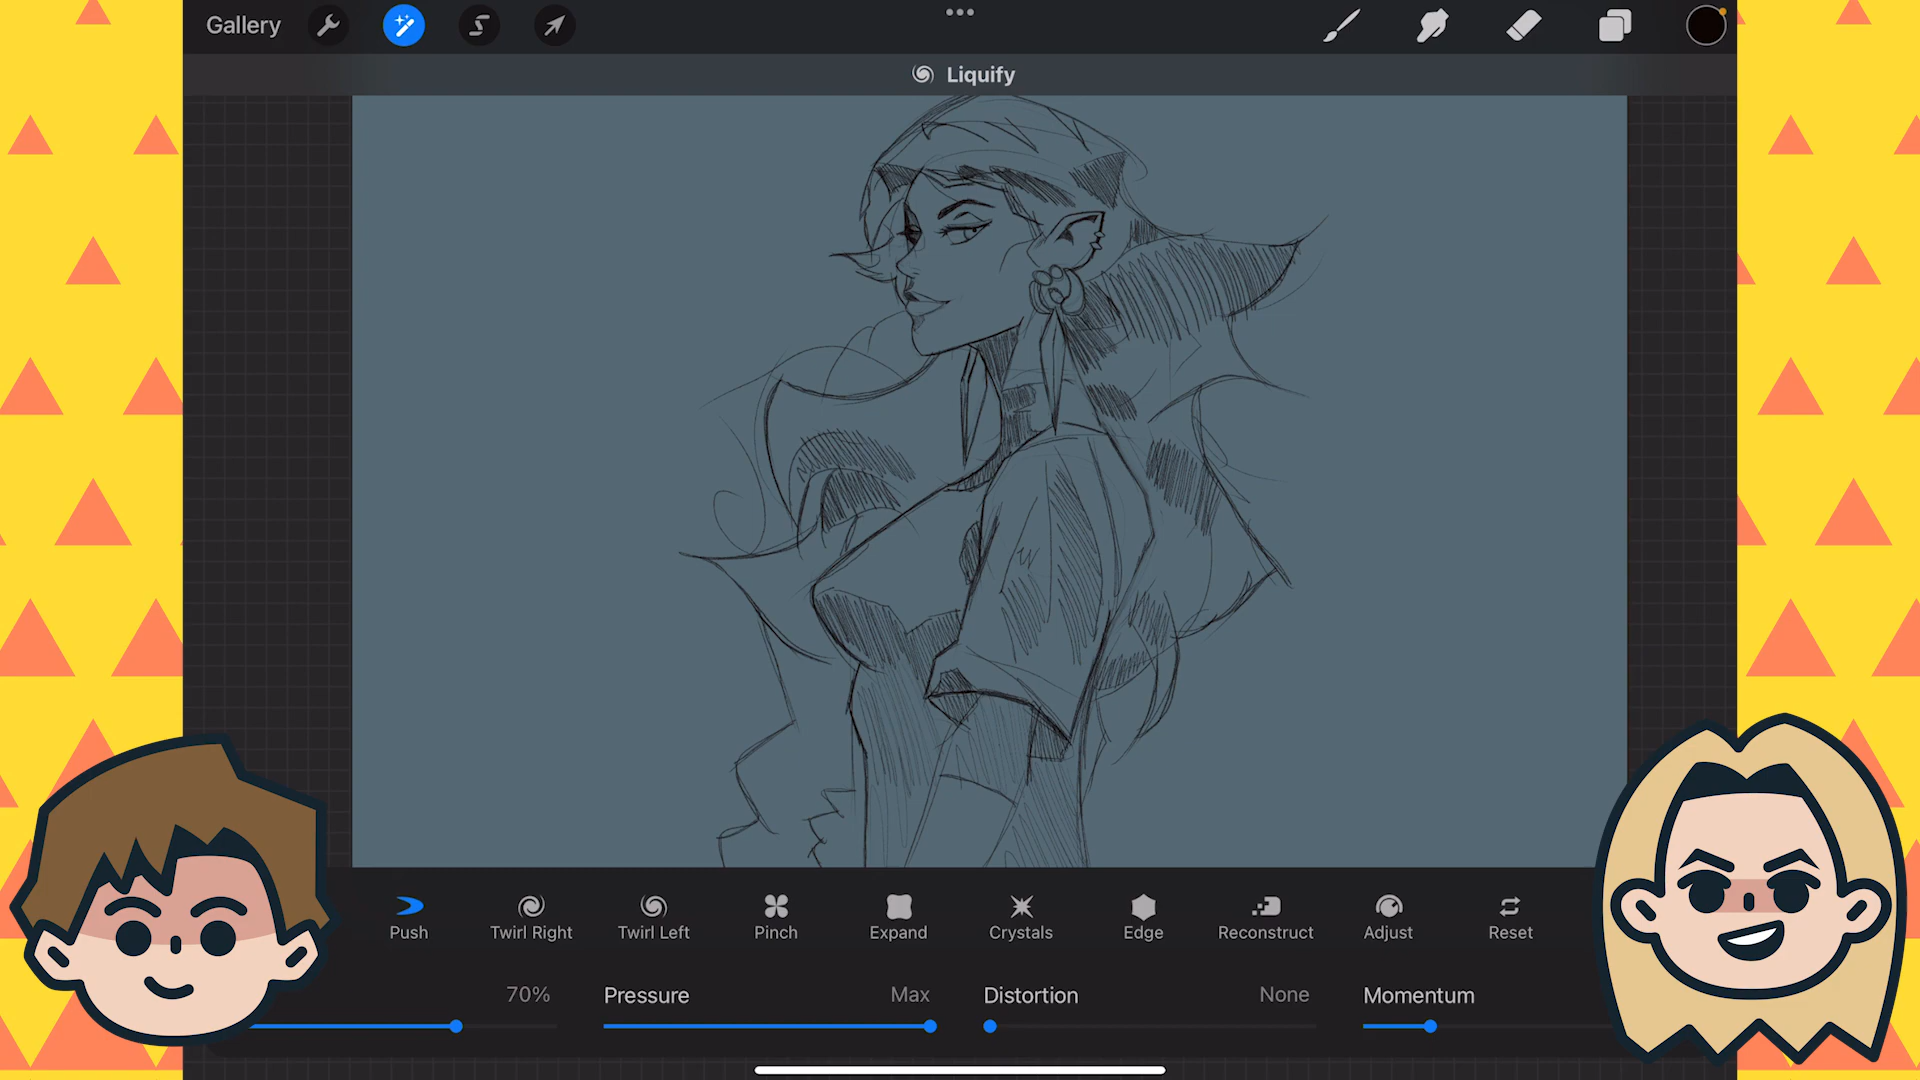 Gallery
Liquify
Push
Twirl Right
Twirl Left
Pinch
Expand
Crystals
Edge
Reconstruct
Adjust
Reset
70%
Pressure
Max
Distortion
None
Momentum